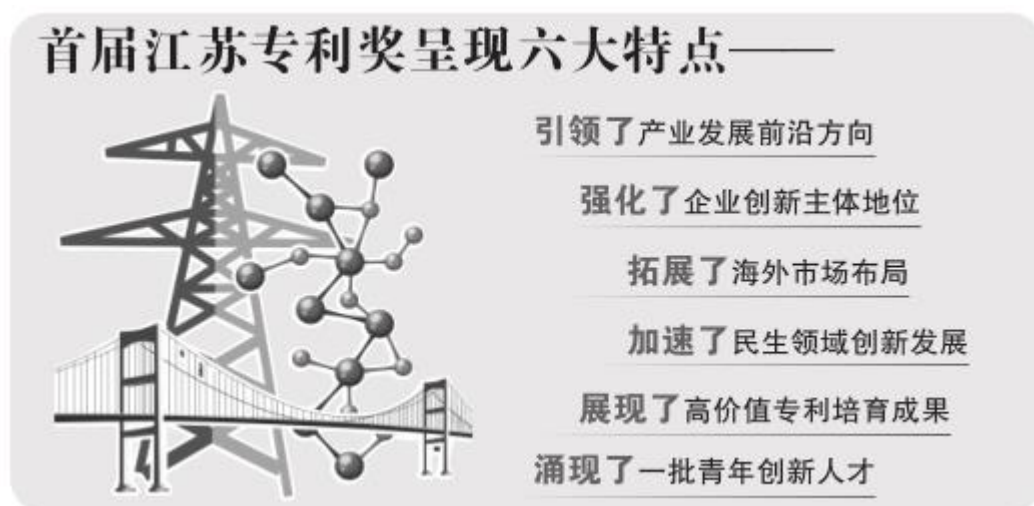 首届江苏专利奖呈现六大特点——
引领了产业发展前沿方向
强化了企业创新主体地位
拓展了海外市场布局
加速了民生领域创新发展
展现了高价值专利培育成果
涌现了一批青年创新人才